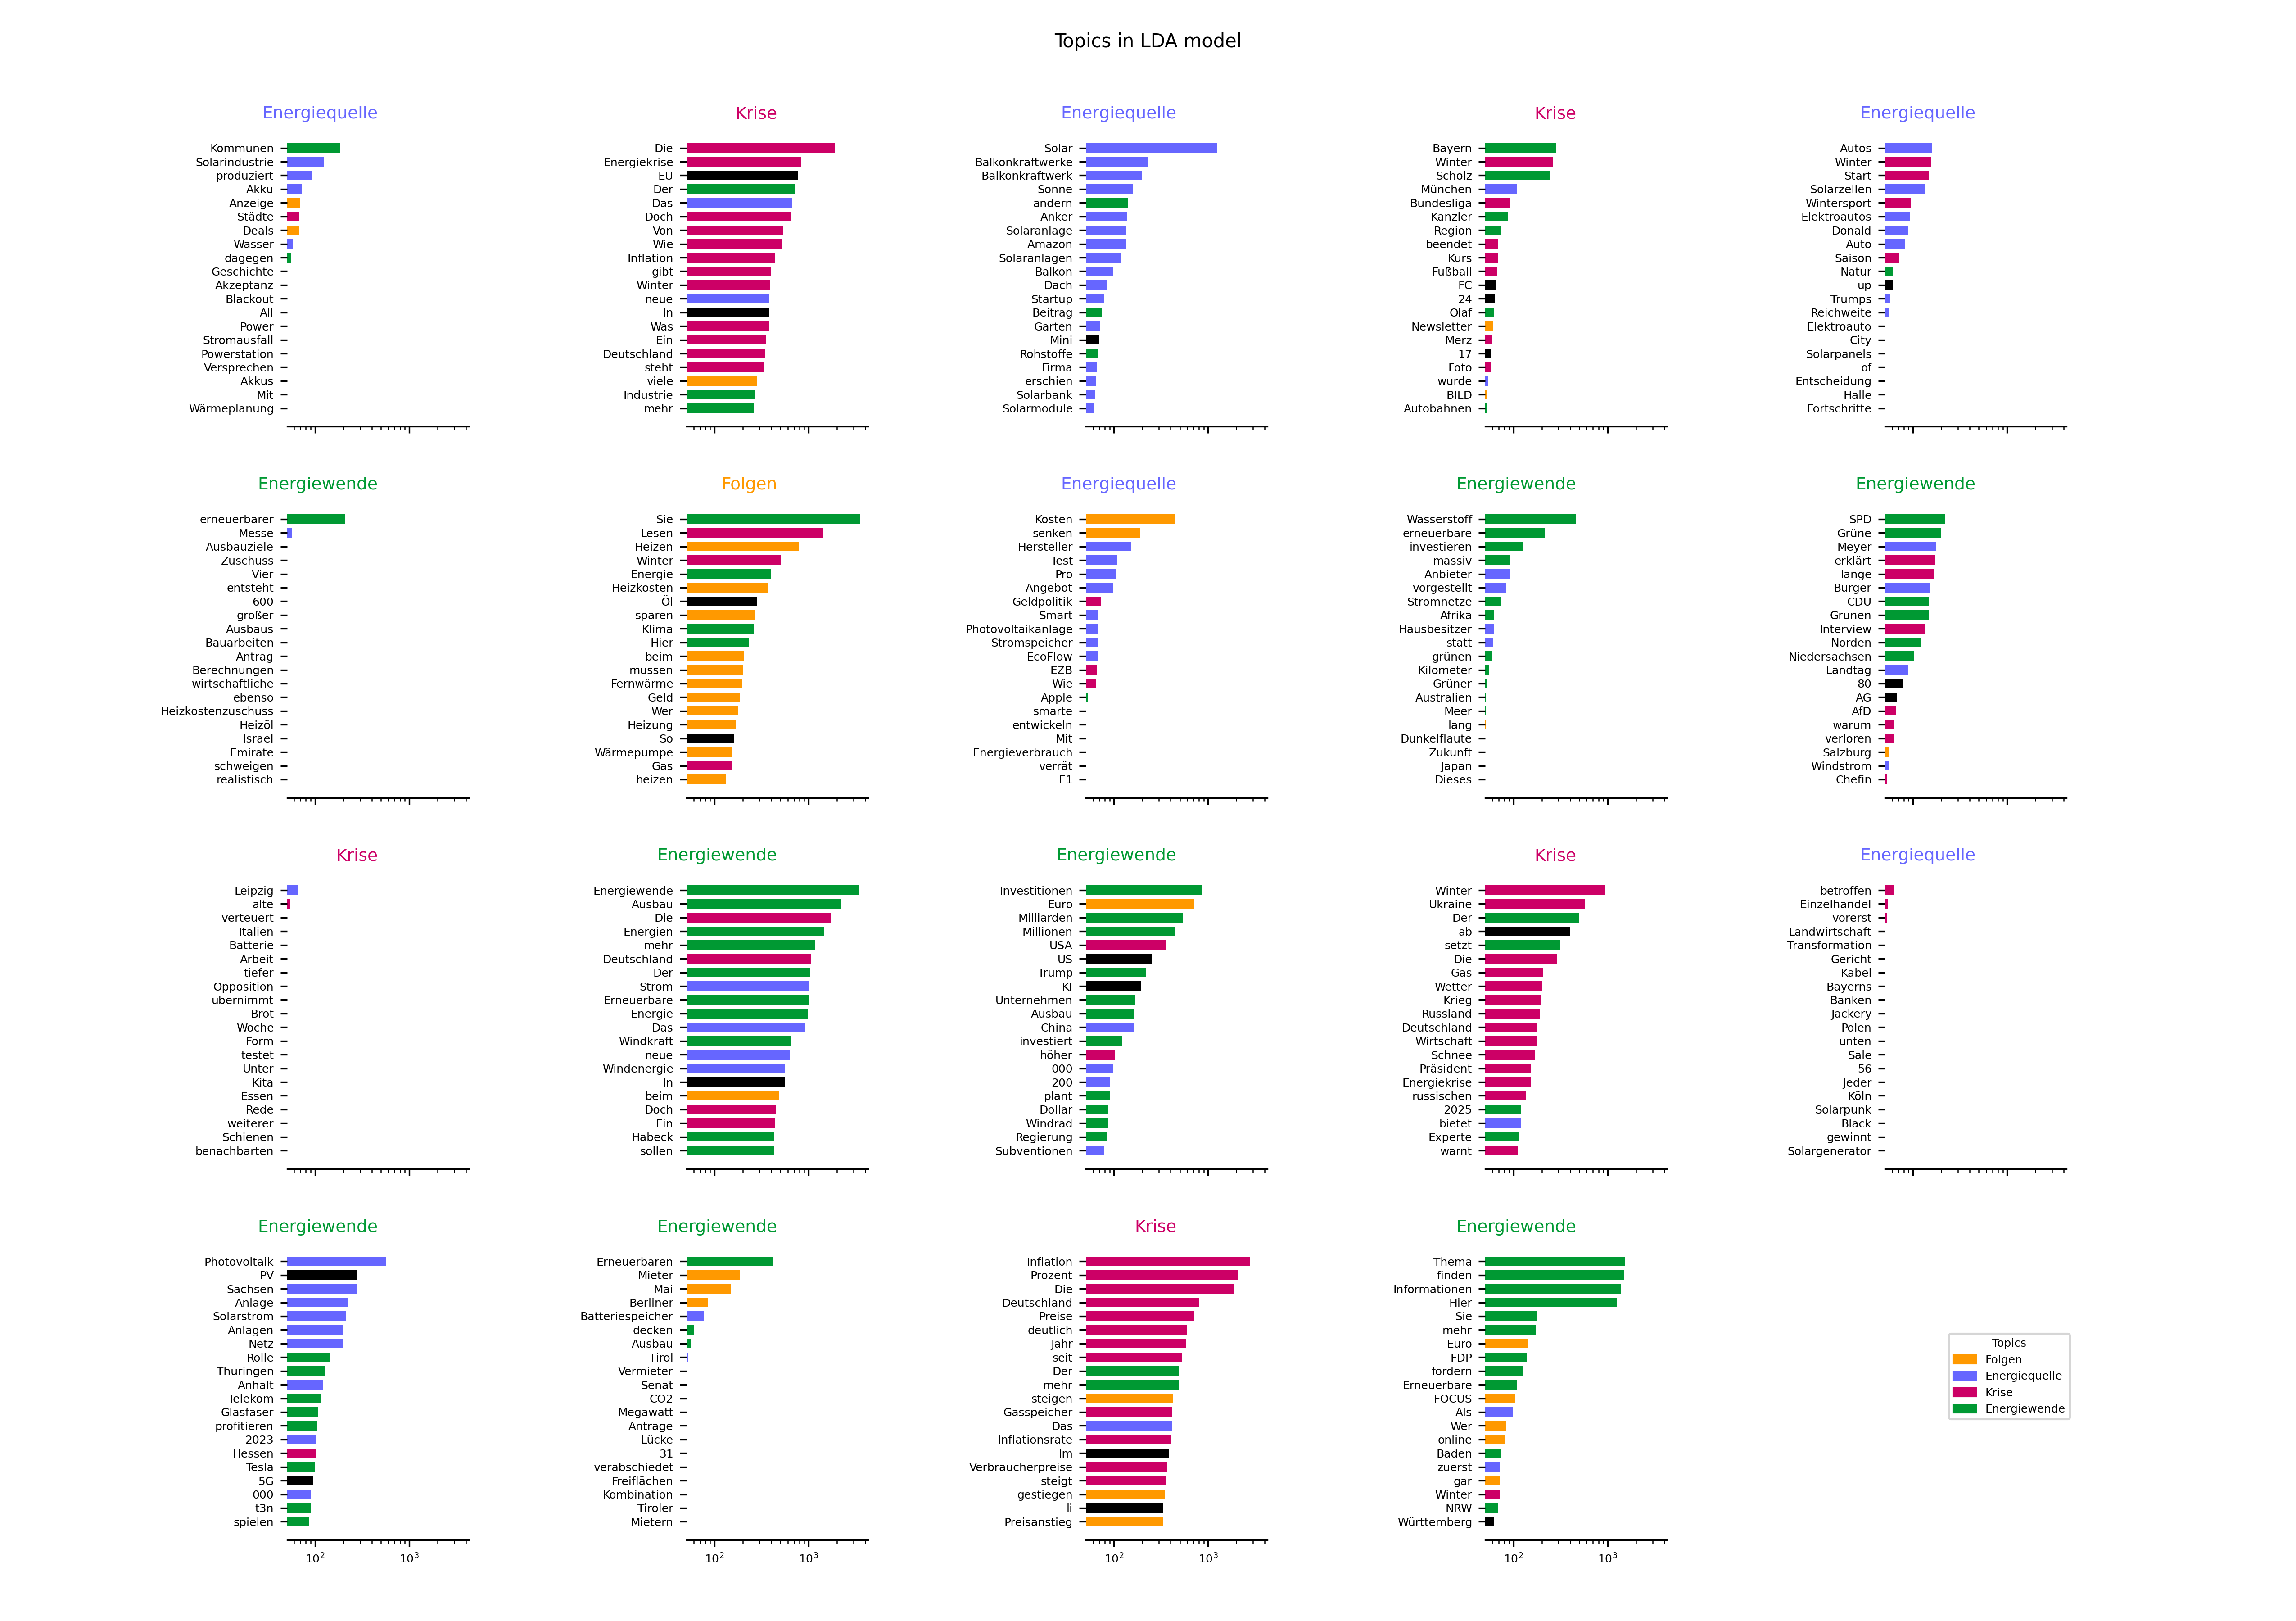 Topics in LDA model
Energiequelle
Kommunen
Solarindustrie
produziert
Akku
Anzeige
Städte
Deals
Wasser
dagegen
Geschichte
Akzeptanz
Blackout
All
Power
Stromausfall
Powerstation
Versprechen
Akkus
Mit
Wärmeplanung
Krise
Die
Energiekrise
EU
Der
Das
Doch
Von
Wie
Inflation
gibt
Winter
neue
In
Was
Ein
Deutschland
steht
viele
Industrie
mehr
Energiequelle
Solar
Balkonkraftwerke
Balkonkraftwerk
Sonne
ändern
Anker
Solaranlage
Amazon
Solaranlagen
Balkon
Dach
Startup
Beitrag
Garten
Mini
Rohstoffe
Firma
erschien
Solarbank
Solarmodule
Krise
Bayern
Winter
Scholz
München
Bundesliga
Kanzler
Region
beendet
Kurs
Fußball
FC
24
Olaf
Newsletter
Merz
17
Foto
wurde
BILD
Autobahnen
Energiequelle
Autos
Winter
Start
Solarzellen
Wintersport
Elektroautos
Donald
Auto
Saison
Natur
up
Trumps
Reichweite
Elektroauto
City
Solarpanels
of
Entscheidung
Halle
Fortschritte
Energiewende
erneuerbarer
Messe
Ausbauziele
Zuschuss
Vier
entsteht
600
größer
Ausbaus
Bauarbeiten
Antrag
Berechnungen
wirtschaftliche
ebenso
Heizkostenzuschuss
Heizöl
Israel
Emirate
schweigen
realistisch
Folgen
Sie
Lesen
Heizen
Winter
Energie
Heizkosten
Öl
sparen
Klima
Hier
beim
müssen
Fernwärme
Geld
Wer
Heizung
So
Wärmepumpe
Gas
heizen
Energiequelle
Kosten
senken
Hersteller
Test
Pro
Angebot
Geldpolitik
Smart
Photovoltaikanlage
Stromspeicher
EcoFlow
EZB
Wie
Apple
smarte
entwickeln
Mit
Energieverbrauch
verrät
E1
Energiewende
Wasserstoff
erneuerbare
investieren
massiv
Anbieter
vorgestellt
Stromnetze
Afrika
Hausbesitzer
statt
grünen
Kilometer
Grüner
Australien
Meer
lang
Dunkelflaute
Zukunft
Japan
Dieses
Energiewende
SPD
Grüne
Meyer
erklärt
lange
Burger
CDU
Grünen
Interview
Norden
Niedersachsen
Landtag
80
AG
AfD
warum
verloren
Salzburg
Windstrom
Chefin
Krise
Leipzig
alte
verteuert
Italien
Batterie
Arbeit
tiefer
Opposition
übernimmt
Brot
Woche
Form
testet
Unter
Kita
Essen
Rede
weiterer
Schienen
benachbarten
Energiewende
Energiewende
Ausbau
Die
Energien
mehr
Deutschland
Der
Strom
Erneuerbare
Energie
Das
Windkraft
neue
Windenergie
In
beim
Doch
Ein
Habeck
sollen
Energiewende
Investitionen
Euro
Milliarden
Millionen
USA
US
Trump
KI
Unternehmen
Ausbau
China
investiert
höher
000
200
plant
Dollar
Windrad
Regierung
Subventionen
Krise
Winter
Ukraine
Der
ab
setzt
Die
Gas
Wetter
Krieg
Russland
Deutschland
Wirtschaft
Schnee
Präsident
Energiekrise
russischen
2025
bietet
Experte
warnt
Energiequelle
betroffen
Einzelhandel
vorerst
Landwirtschaft
Transformation
Gericht
Kabel
Bayerns
Banken
Jackery
Polen
unten
Sale
56
Jeder
Köln
Solarpunk
Black
gewinnt
Solargenerator
Energiewende
Photovoltaik
PV
Sachsen
Anlage
Solarstrom
Anlagen
Netz
Rolle
Thüringen
Anhalt
Telekom
Glasfaser
profitieren
2023
Hessen
Tesla
5G
000
t3n
spielen
10² 10³
Energiewende
Erneuerbaren
Mieter
Mai
Berliner
Batteriespeicher
decken
Ausbau
Tirol
Vermieter
Senat
CO2
Megawatt
Anträge
Lücke
31
verabschiedet
Freiflächen
Kombination
Tiroler
Mietern
10² 10³
Krise
Inflation
Prozent
Die
Deutschland
Preise
deutlich
Jahr
seit
Der
mehr
steigen
Gasspeicher
Das
Inflationsrate
Im
Verbraucherpreise
steigt
gestiegen
li
Preisanstieg
10² 10³
Energiewende
Thema
finden
Informationen
Hier
Sie
mehr
Euro
FDP
fordern
Erneuerbare
FOCUS
Als
Wer
online
Baden
zuerst
gar
Winter
NRW
Württemberg
10² 10³
Topics
Folgen
Energiequelle
Krise
Energiewende